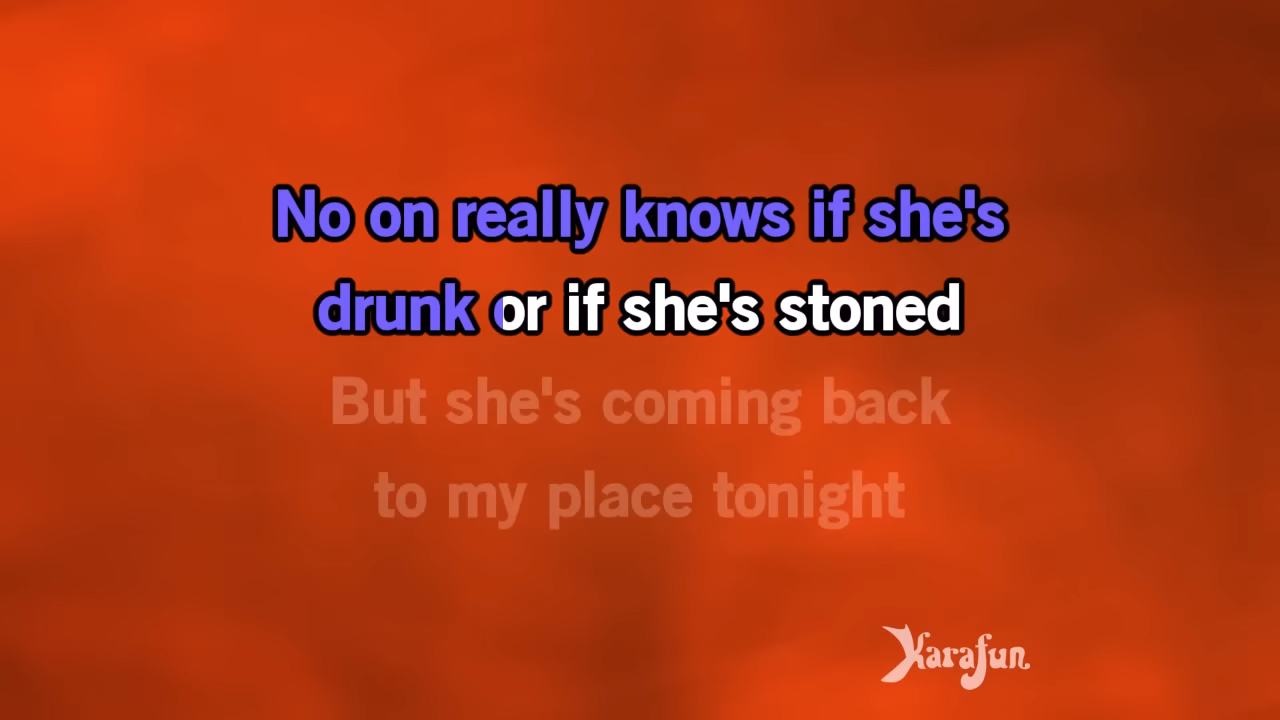 No on really knows if she's
drunk or if she's stoned
But she's coming back
to my place tonight
Karafun